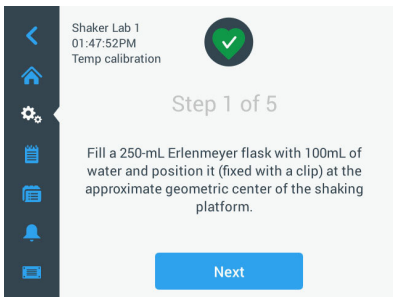 Shaker Lab 1
01:47:52PM
Temp calibration
Step 1 of 5
Fill a 250-mL Erlenmeyer flask with 100mL of
water and position it (fixed with a clip) at the
approximate geometric center of the shaking
platform.
Next